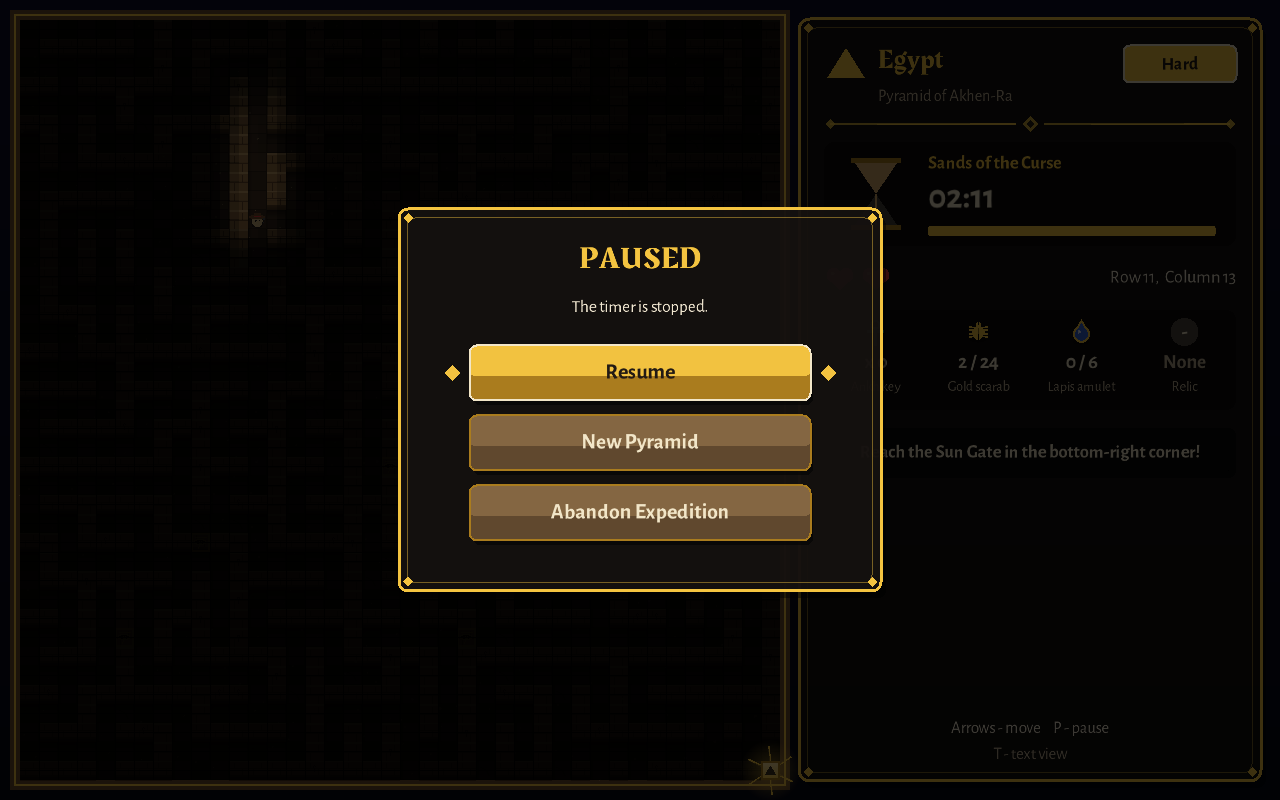 Egypt
Hard
Pyramid of Akhen-Ra
Sands of the Curse
02:11
Row 11, Column 13
PAUSED
The timer is stopped.
Resume
New Pyramid
Abandon Expedition
2 / 24
0 / 6
None
Gold scarab
Lapis amulet
Relic
the Sun Gate in the bottom-right corner!
Arrows - move P - pause
T - text view